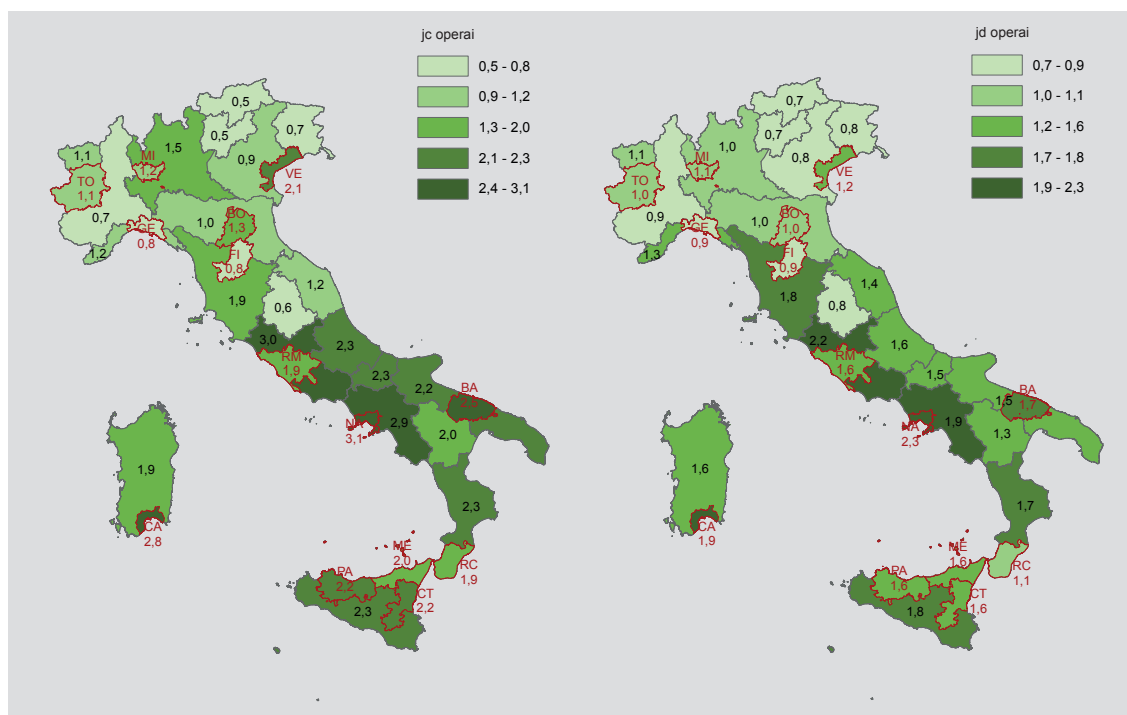 jc operai
0,5 - 0,8
0,9 - 1,2
1,3 - 2,0
2,1 - 2,3
2,4 - 3,1
0,5
0,5
0,7
1,1
MI
1,2
1,5
0,9
VE
2,1
TO
1,1
0,7
GE
0,8
1,2
1,0
BO
1,3
FI
0,8
1,9
1,2
0,6
3,0
RM
1,9
2,3
2,3
2,2
BA
2,5
NA
3,1
2,9
2,0
1,9
CA
2,8
2,3
ME
2,0
RC
1,9
PA
2,2
CT
2,2
2,3
jd operai
0,7 - 0,9
1,0 - 1,1
1,2 - 1,6
1,7 - 1,8
1,9 - 2,3
0,7
0,7
0,8
1,1
MI
1,1
1,0
0,8
VE
1,2
TO
1,0
0,9
GE
0,9
1,3
1,0
BO
1,0
FI
0,9
1,8
1,4
0,8
2,2
RM
1,6
1,6
1,5
1,5
BA
1,7
NA
2,3
1,9
1,3
1,6
CA
1,9
1,7
ME
1,6
RC
1,1
PA
1,6
CT
1,6
1,8